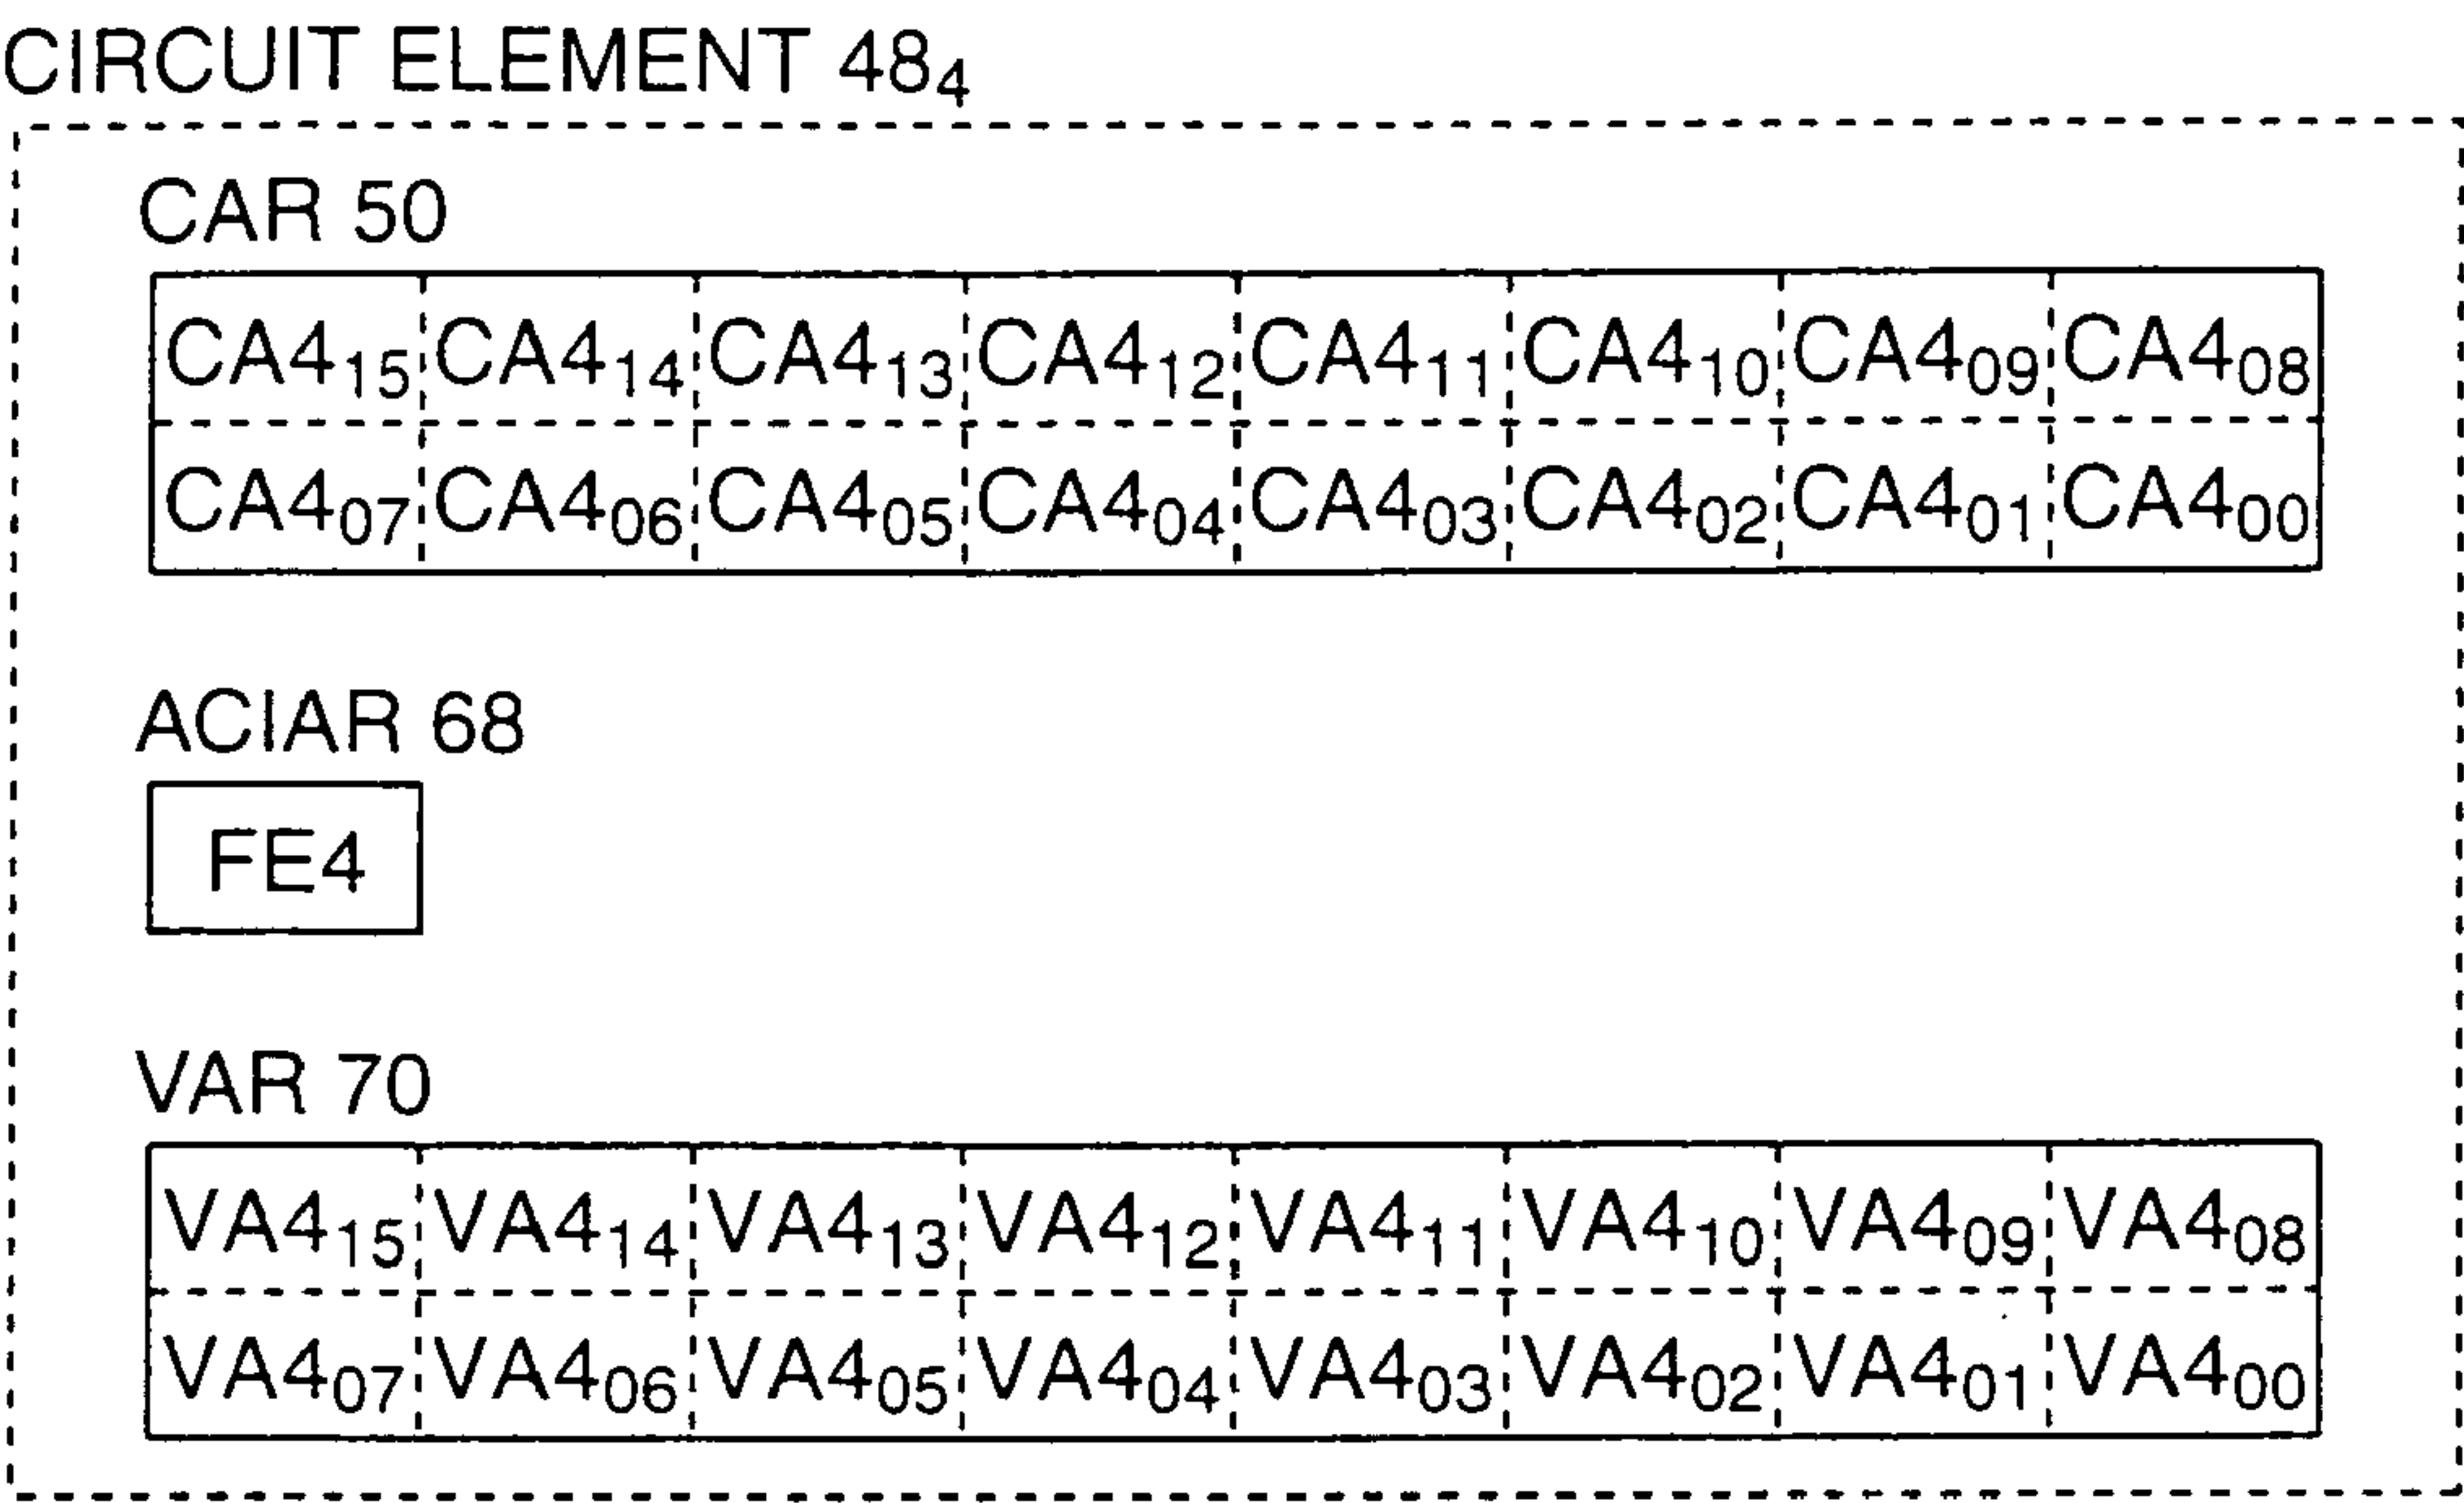 CIRCUIT ELEMENT 48₄
CAR 50
CA4₁₅ CA4₁₄ CA4₁₃ CA4₁₂ CA4₁₁ CA4₁₀ CA4₀₉ CA4₀₈
CA4₀₇ CA4₀₆ CA4₀₅ CA4₀₄ CA4₀₃ CA4₀₂ CA4₀₁ CA4₀₀
ACIAR 68
FE4
VAR 70
VA4₁₅ VA4₁₄ VA4₁₃ VA4₁₂ VA4₁₁ VA4₁₀ VA4₀₉ VA4₀₈
VA4₀₇ VA4₀₆ VA4₀₅ VA4₀₄ VA4₀₃ VA4₀₂ VA4₀₁ VA4₀₀